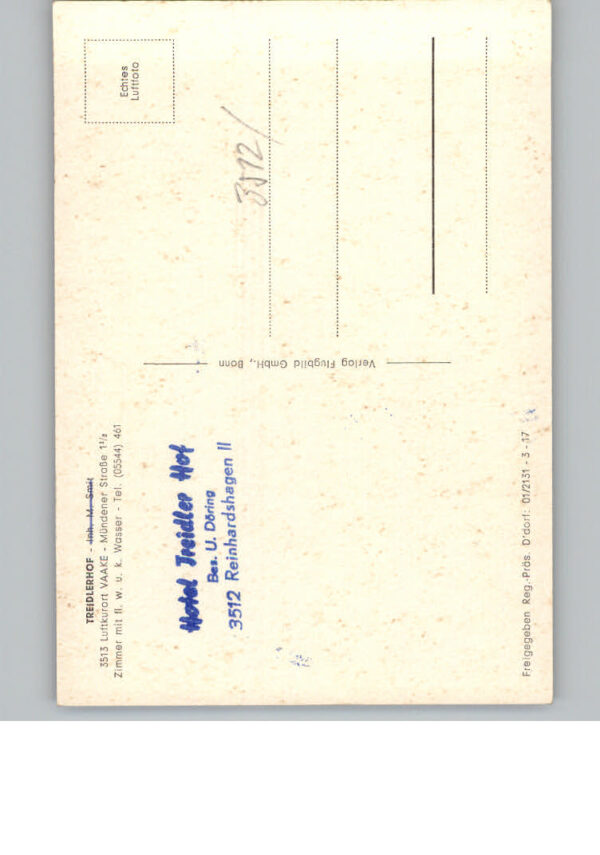 TREIDLERHOF - Inh. M. Smit
3513 Luftkurort VAAKE - Mündener Straße 1½
Zimmer mit fl. w. u. k. Wasser - Tel. (05544) 461
Hotel Treidler Hof
Bes. U. Döring
3512 Reinhardshagen II
Freigegeben Reg.-Präs. D'dorf: 01/2131 - 3 - 17
Verlag Flugbild GmbH., Bonn
Echtes
Luftfoto
3512/